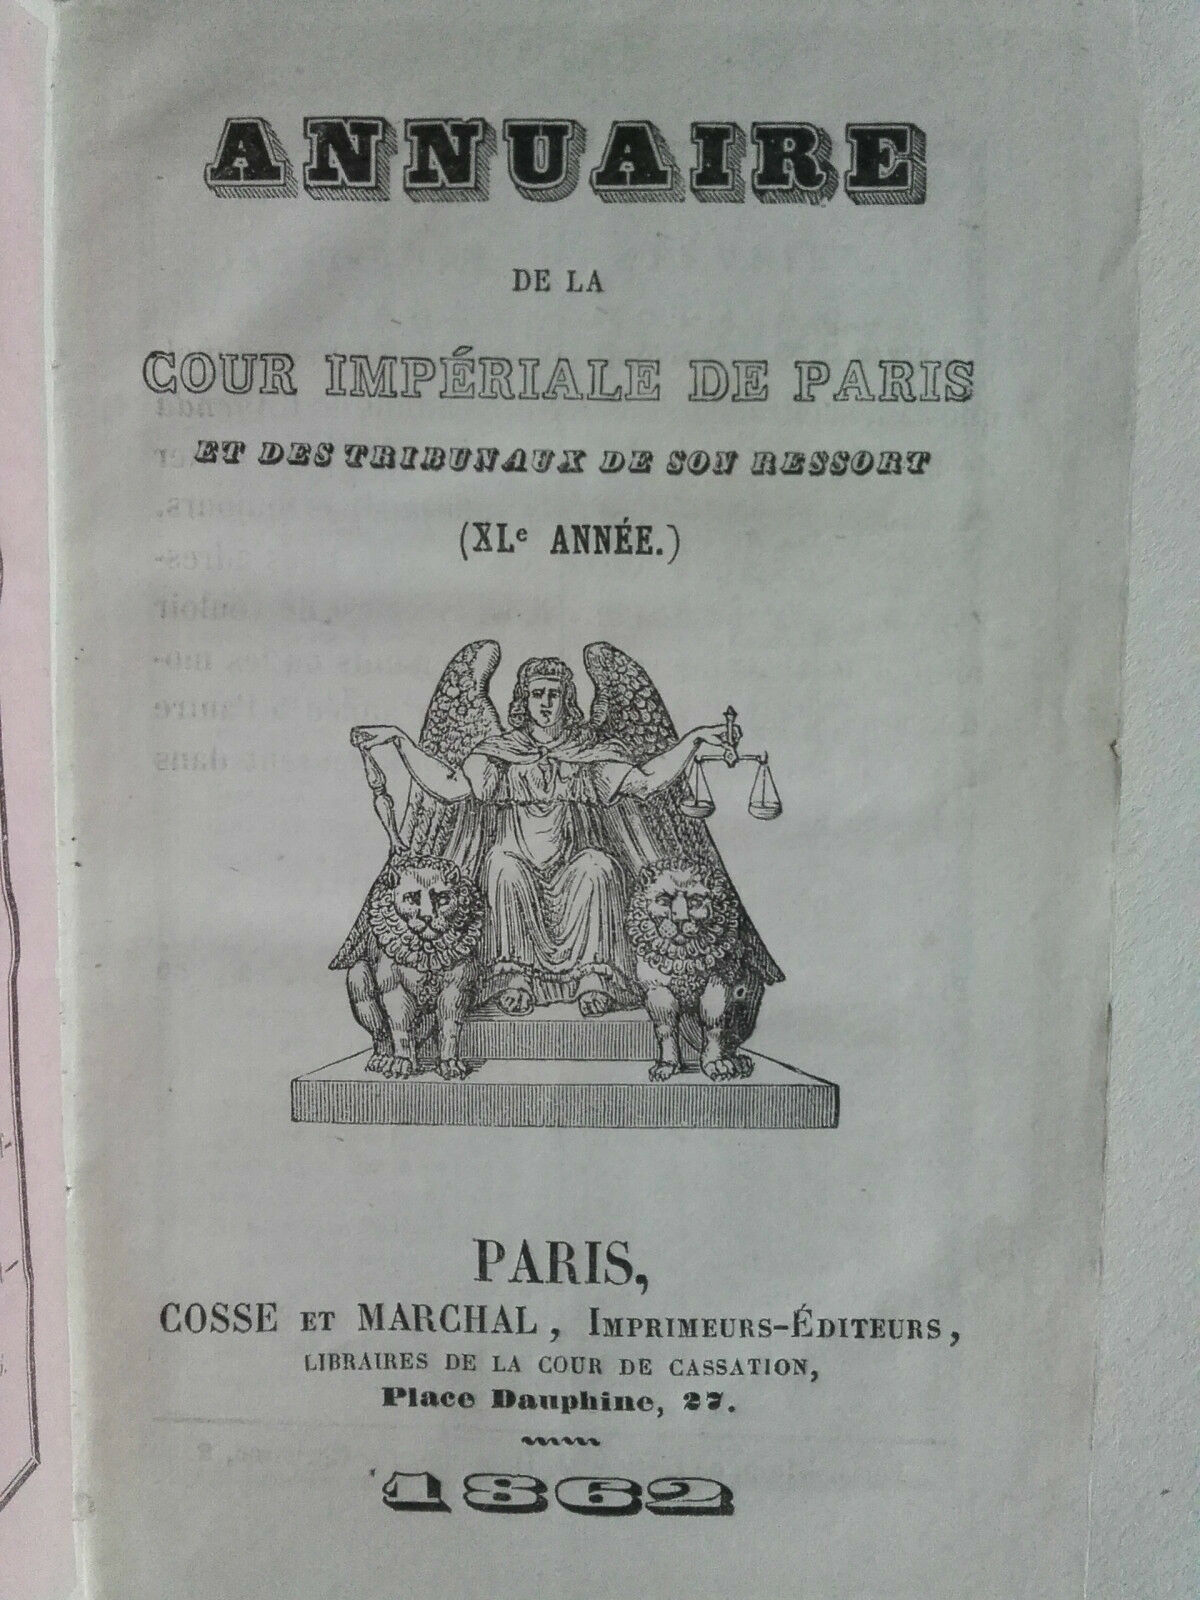 ANNUAIRE
DE LA
COUR IMPÉRIALE DE PARIS
ET DES TRIBUNAUX DE SON RESSORT
(XLe ANNÉE.)
PARIS,
COSSE ET MARCHAL, IMPRIMEURS-ÉDITEURS,
LIBRAIRES DE LA COUR DE CASSATION,
Place Dauphine, 27.
1862